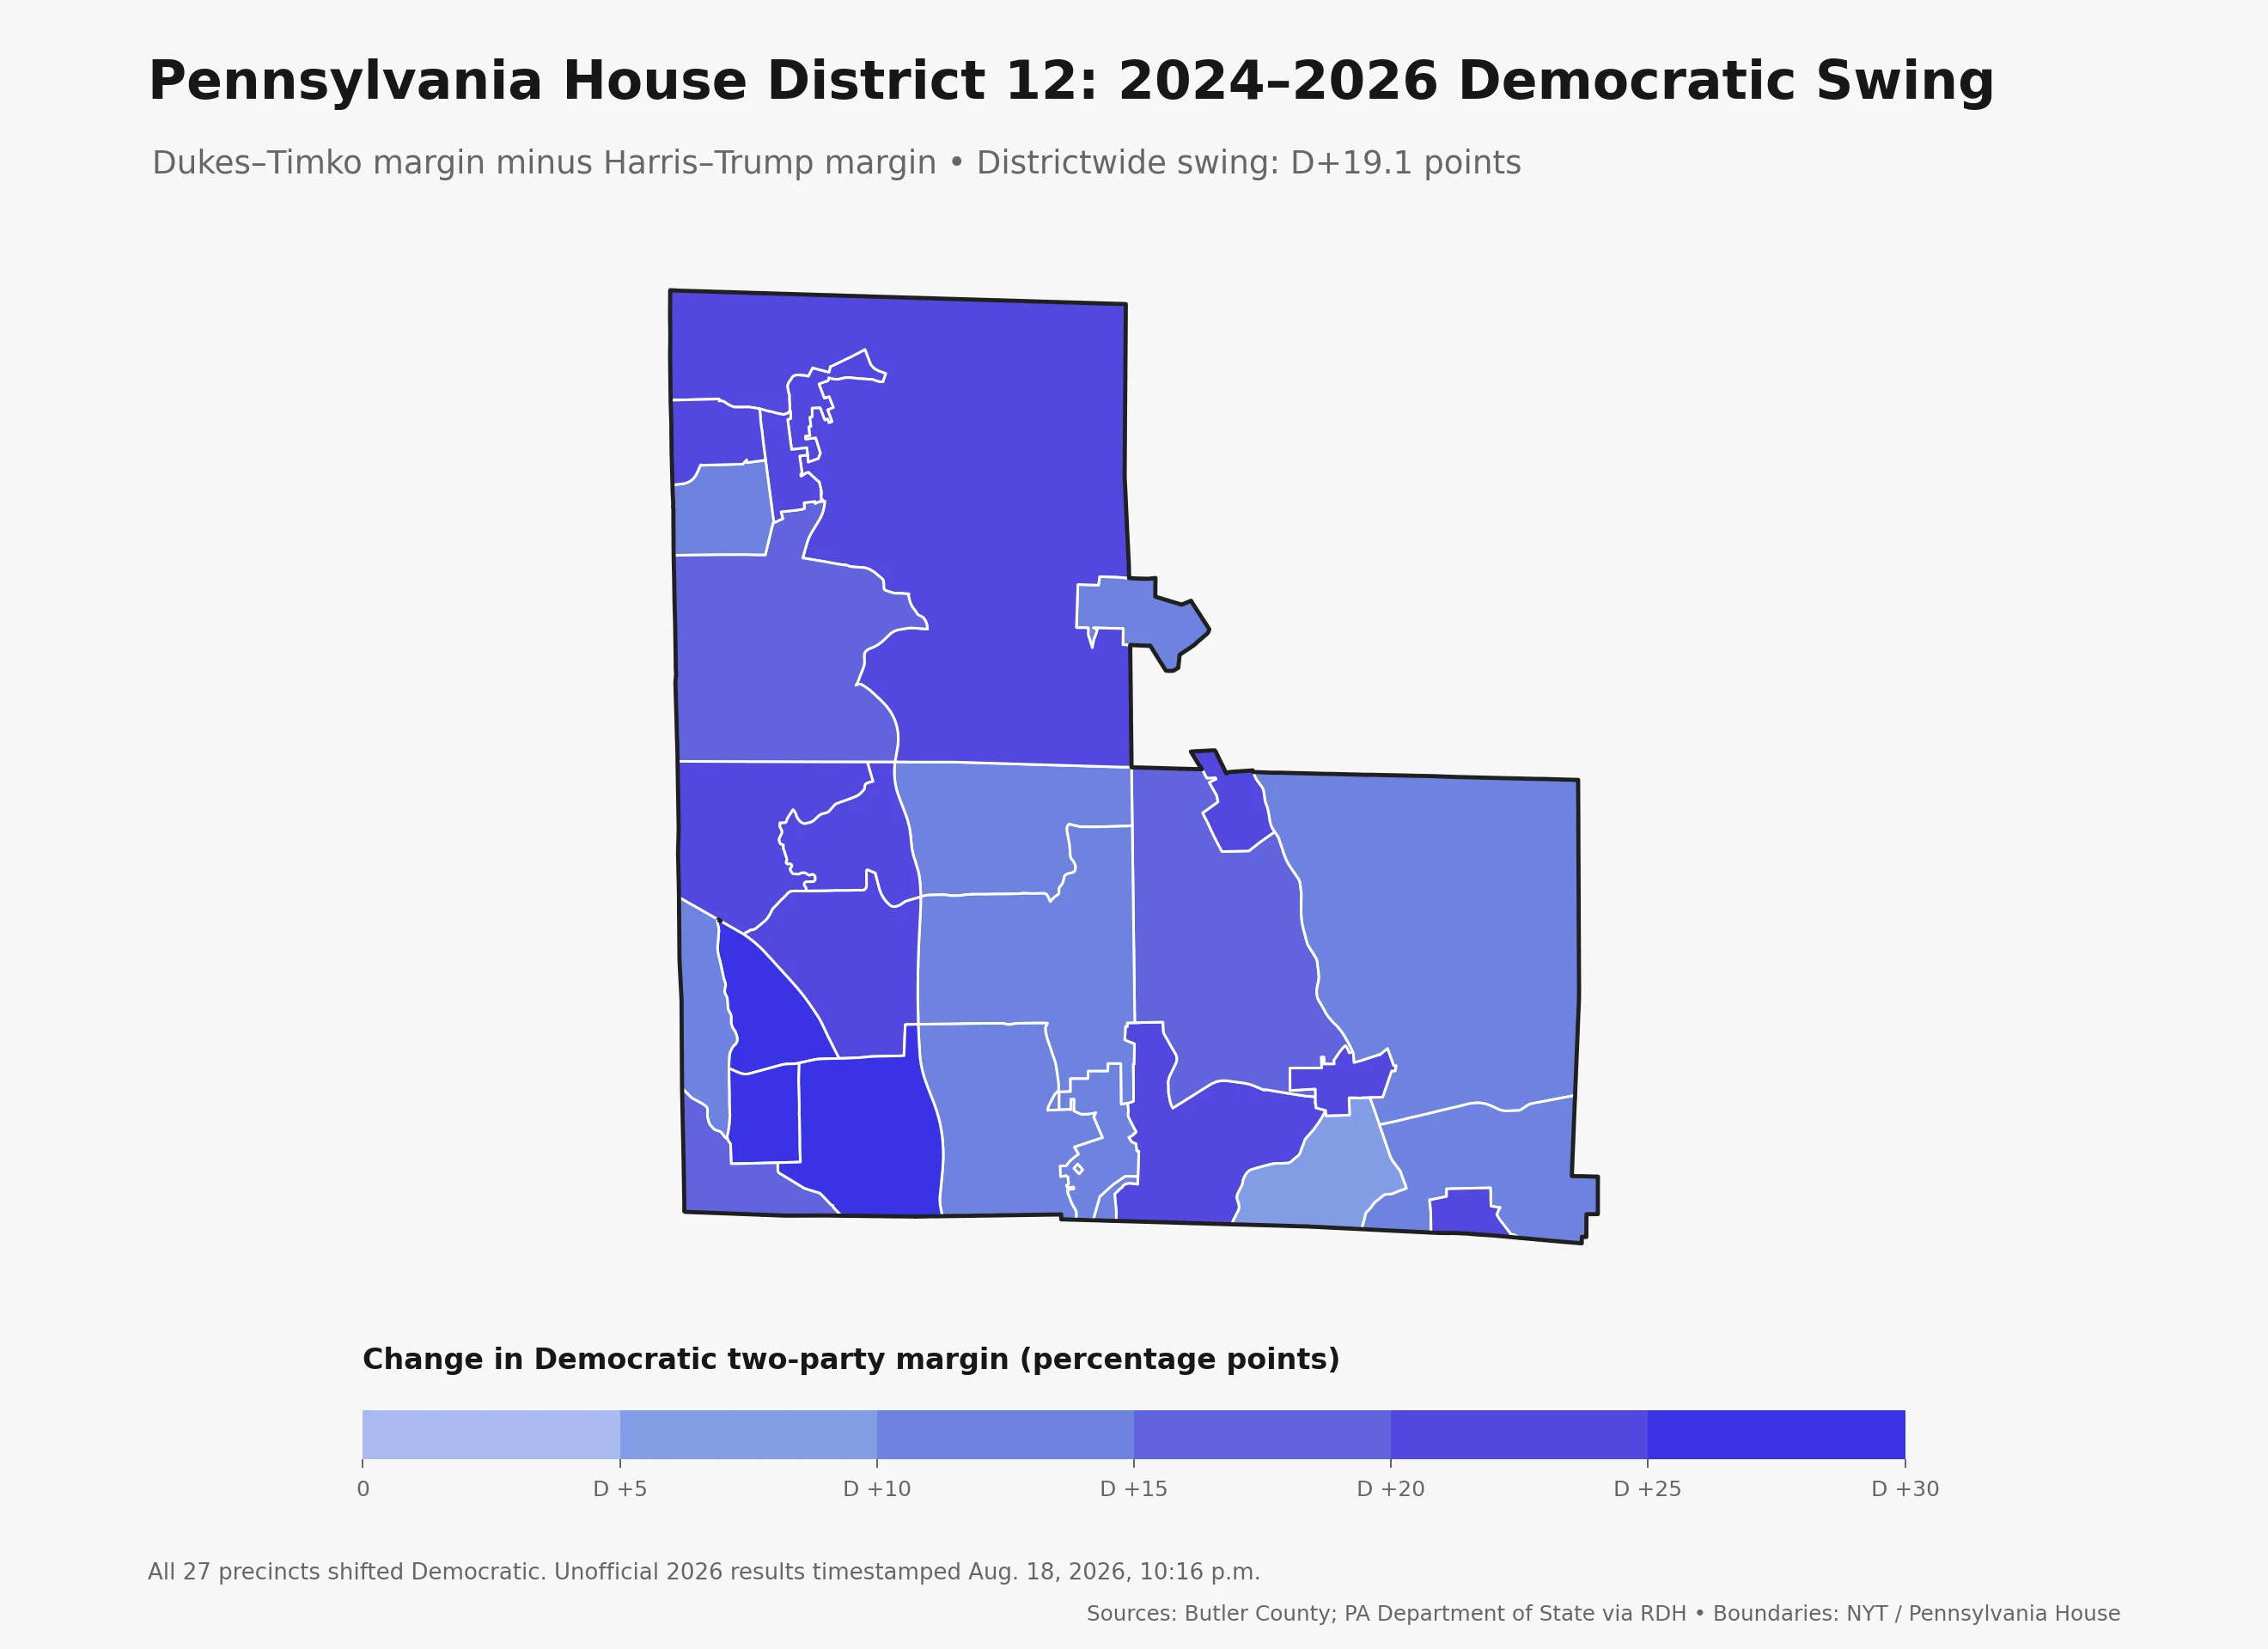 Pennsylvania House District 12: 2024–2026 Democratic Swing
Dukes–Timko margin minus Harris–Trump margin • Districtwide swing: D+19.1 points
Change in Democratic two-party margin (percentage points)
0 D +5 D +10 D +15 D +20 D +25 D +30
All 27 precincts shifted Democratic. Unofficial 2026 results timestamped Aug. 18, 2026, 10:16 p.m.
Sources: Butler County; PA Department of State via RDH • Boundaries: NYT / Pennsylvania House